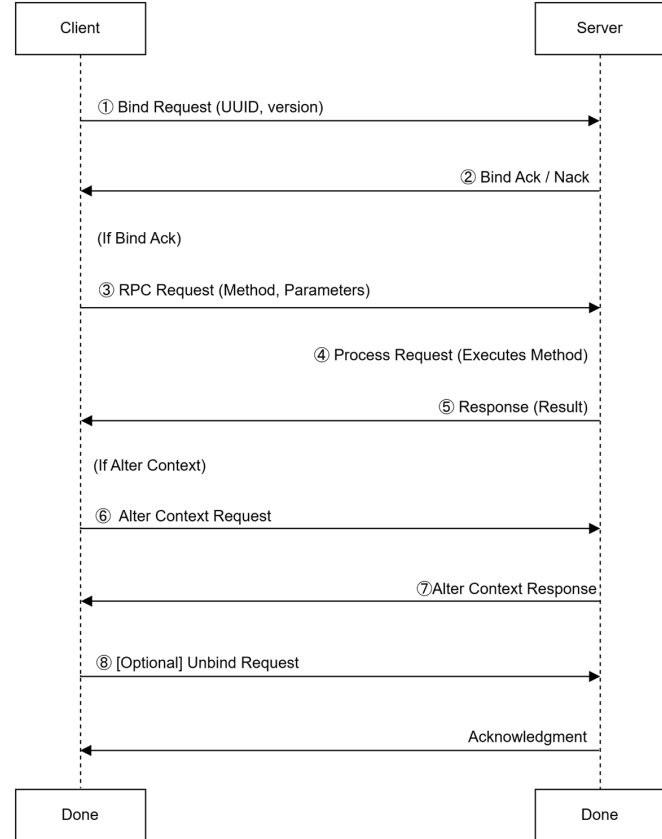 Client
Server
① Bind Request (UUID, version)
② Bind Ack / Nack
(If Bind Ack)
③ RPC Request (Method, Parameters)
④ Process Request (Executes Method)
⑤ Response (Result)
(If Alter Context)
⑥ Alter Context Request
⑦Alter Context Response
⑧ [Optional] Unbind Request
Acknowledgment
Done
Done